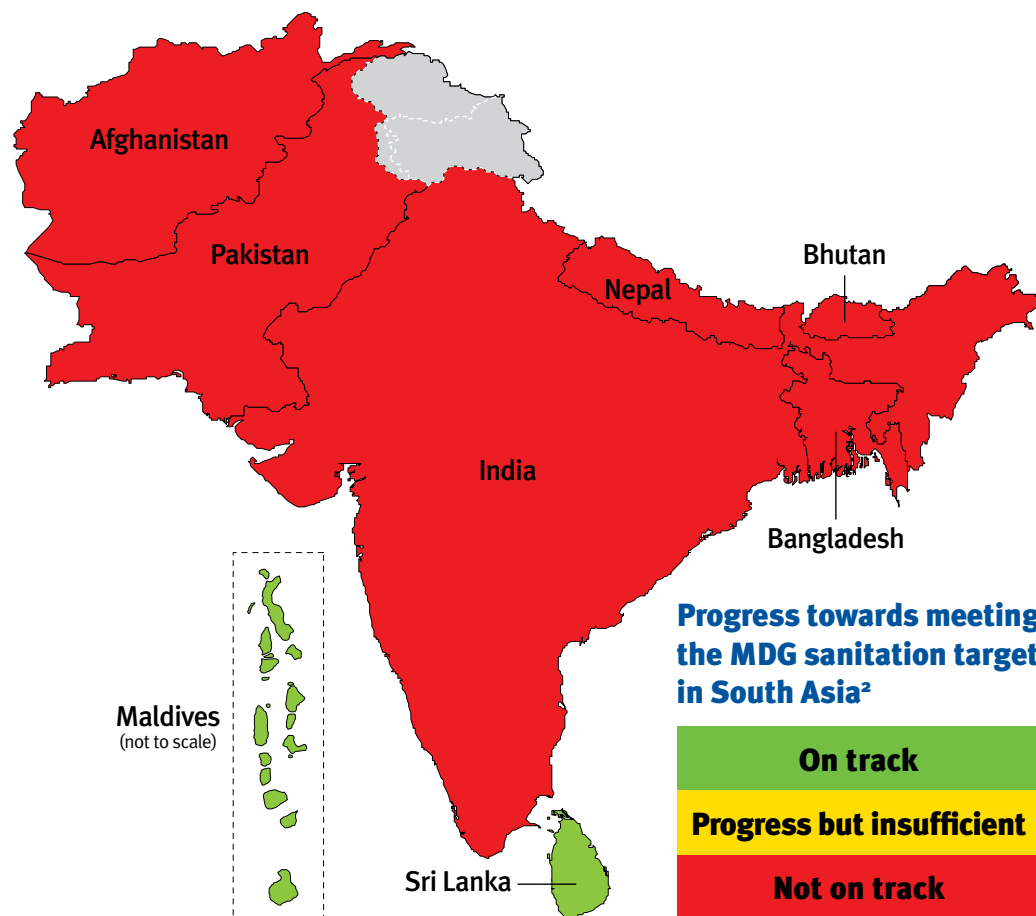 Afghanistan
Pakistan
Nepal
Bhutan
India
Bangladesh
Maldives
(not to scale)
Sri Lanka
Progress towards meeting
the MDG sanitation target
in South Asia²
On track
Progress but insufficient
Not on track